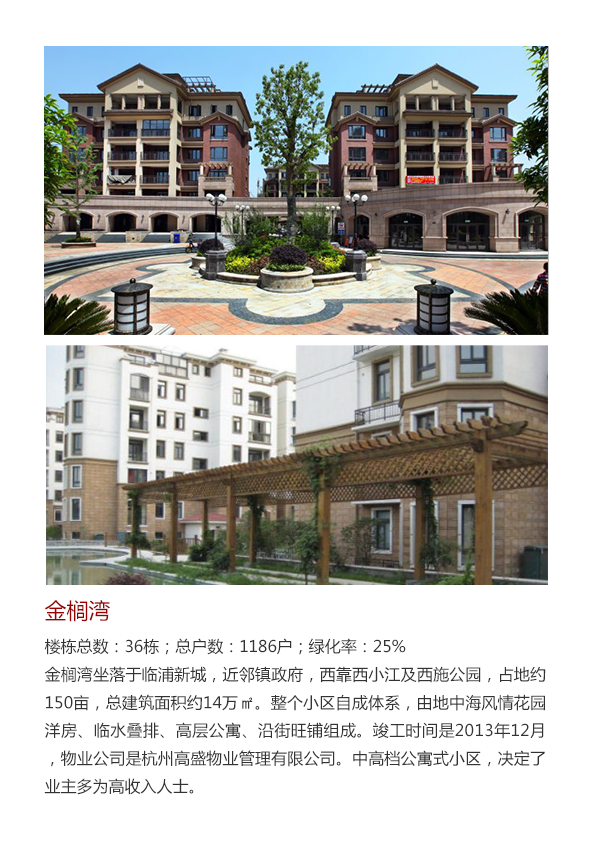 金榈湾
楼栋总数：36栋；总户数：1186户；绿化率：25%
金榈湾坐落于临浦新城，近邻镇政府，西靠西小江及西施公园，占地约
150亩，总建筑面积约14万㎡。整个小区自成体系，由地中海风情花园
洋房、临水叠排、高层公寓、沿街旺铺组成。竣工时间是2013年12月
，物业公司是杭州高盛物业管理有限公司。中高档公寓式小区，决定了
业主多为高收入人士。